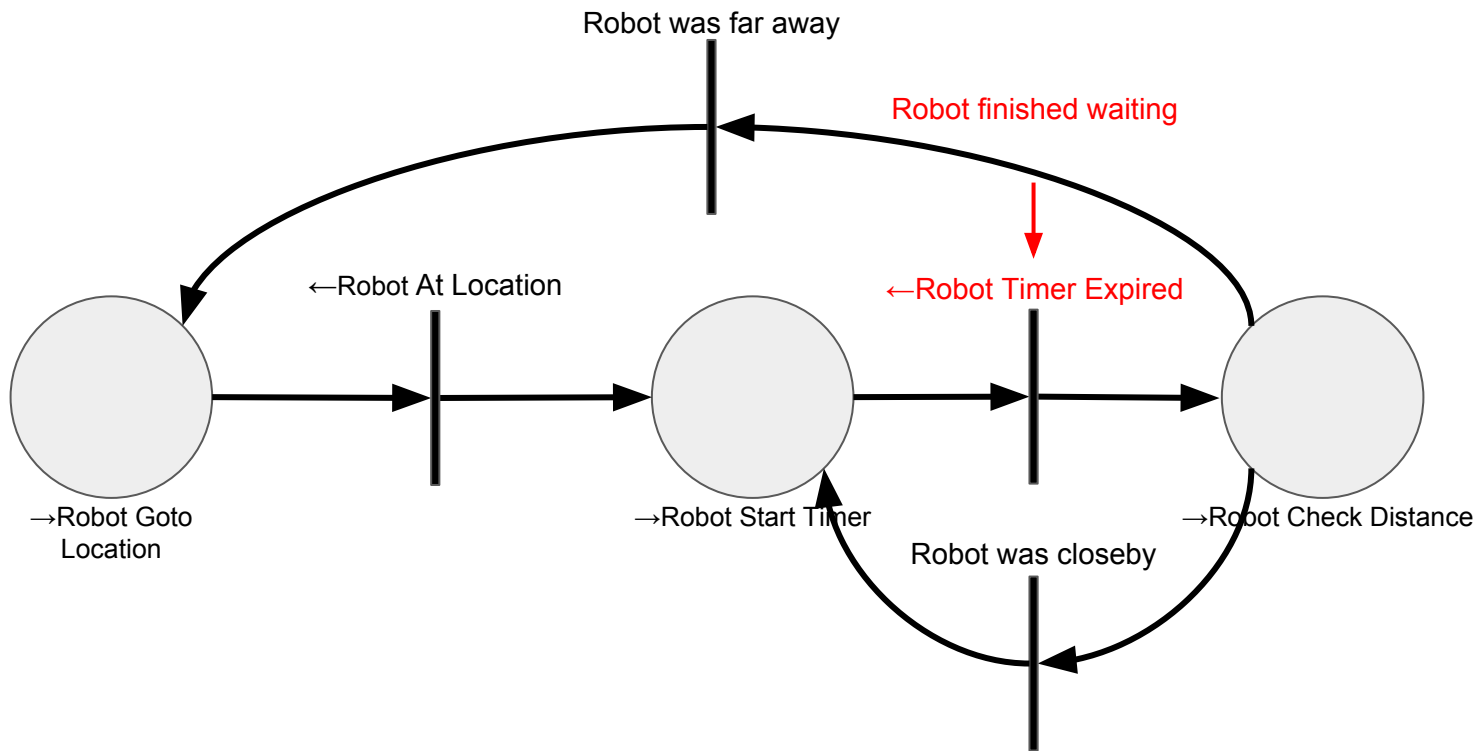 Robot was far away
Robot finished waiting
←Robot At Location
←Robot Timer Expired
→Robot Goto
Location
→Robot Start Timer
→Robot Check Distance
Robot was closeby